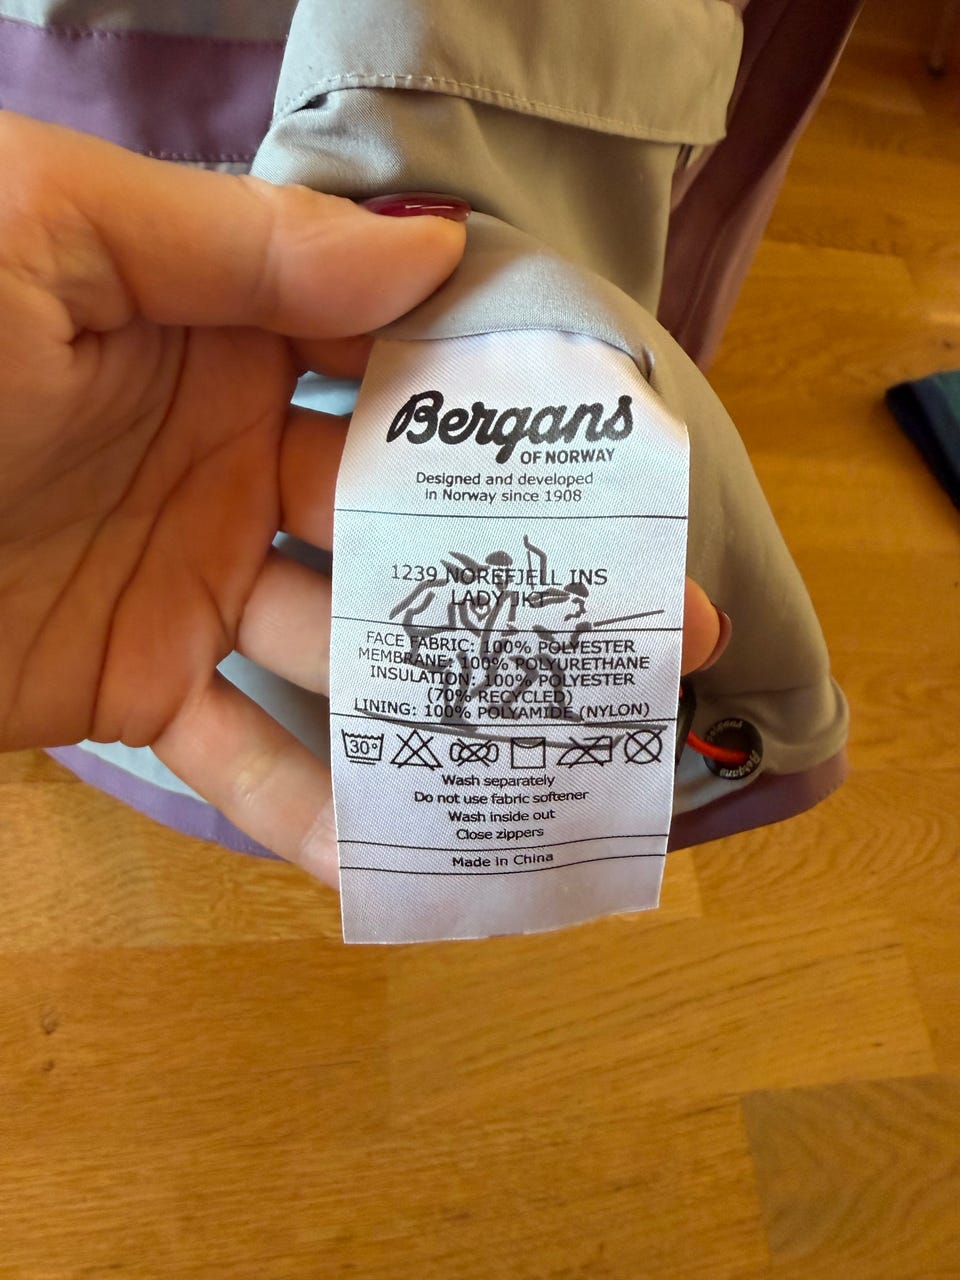 Bergans
OF NORWAY
Designed and developed
in Norway since 1908
1239 NOREFJELL INS
LADY JKT
FACE FABRIC: 100% POLYESTER
MEMBRANE: 100% POLYURETHANE
INSULATION: 100% POLYESTER
(70% RECYCLED)
LINING: 100% POLYAMIDE (NYLON)
30°
Wash separately
Do not use fabric softener
Wash inside out
Close zippers
Made in China
Bergans
Bergans